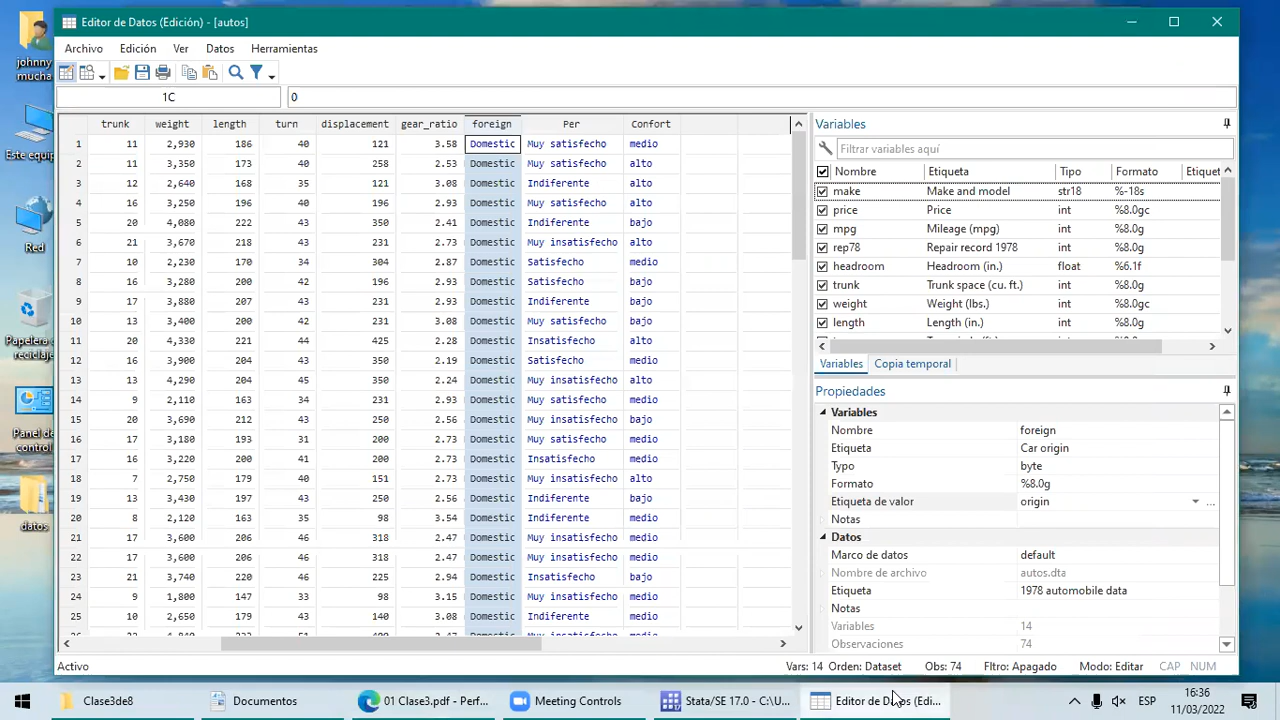 Editor de Datos (Edición) - [autos]
Archivo Edición Ver Datos Herramientas
1C 0
trunk weight length turn displacement gear_ratio foreign Per Confort
1 11 2,930 186 40 121 3.58 Domestic Muy satisfecho medio
2 11 3,350 173 40 258 2.53 Domestic Muy satisfecho alto
3 12 2,640 168 35 121 3.08 Domestic Indiferente alto
4 16 3,250 196 40 196 2.93 Domestic Muy satisfecho alto
5 20 4,080 222 43 350 2.41 Domestic Indiferente bajo
6 21 3,670 218 43 231 2.73 Domestic Muy insatisfecho alto
7 10 2,230 170 34 304 2.87 Domestic Satisfecho medio
8 16 3,280 200 42 196 2.93 Domestic Satisfecho alto
9 17 3,880 207 43 231 2.93 Domestic Indiferente bajo
10 13 3,400 200 42 231 3.08 Domestic Muy satisfecho bajo
11 20 4,330 221 44 425 2.28 Domestic Insatisfecho alto
12 16 3,900 204 43 350 2.19 Domestic Satisfecho medio
13 13 4,290 204 45 350 2.24 Domestic Muy insatisfecho alto
14 9 2,110 163 34 231 2.93 Domestic Muy satisfecho medio
15 20 3,690 212 43 250 2.56 Domestic Muy insatisfecho bajo
16 17 3,180 193 31 200 2.73 Domestic Muy satisfecho medio
17 16 3,220 200 41 200 2.73 Domestic Insatisfecho medio
18 7 2,750 179 40 151 2.73 Domestic Muy insatisfecho alto
19 13 3,430 197 43 250 2.56 Domestic Indiferente bajo
20 8 2,120 163 35 98 3.54 Domestic Indiferente medio
21 17 3,600 206 46 318 2.47 Domestic Muy insatisfecho medio
22 17 3,600 206 46 318 2.47 Domestic Muy insatisfecho medio
23 21 3,740 220 46 225 2.94 Domestic Insatisfecho bajo
24 9 1,800 147 33 98 3.15 Domestic Muy insatisfecho medio
25 10 2,650 179 43 140 3.08 Domestic Indiferente medio
Variables
Filtrar variables aquí
Nombre Etiqueta Tipo Formato Etiquet
make Make and model str18 %-18s
price Price int %8.0gc
mpg Mileage (mpg) int %8.0g
rep78 Repair record 1978 int %8.0g
headroom Headroom (in.) float %6.1f
trunk Trunk space (cu. ft.) int %8.0g
weight Weight (lbs.) int %8.0gc
length Length (in.) int %8.0g
Variables Copia temporal
Propiedades
Variables
Nombre foreign
Etiqueta Car origin
Typo byte
Formato %8.0g
Etiqueta de valor origin ...
Notas
Datos
Marco de datos default
Nombre de archivo autos.dta
Etiqueta 1978 automobile data
Notas
Variables 14
Observaciones 74
Activo Vars: 14 Orden: Dataset Obs: 74 Fltro: Apagado Modo: Editar CAP NUM
johnny
mucha
Este equip
Red
Papelera
reciclaje
Panel de
control
datos
Clase3tr8 Documentos 01 Clase3.pdf - Perf... Meeting Controls Stata/SE 17.0 - C:\U... Editor de Datos (Edi... ESP 16:36
11/03/2022